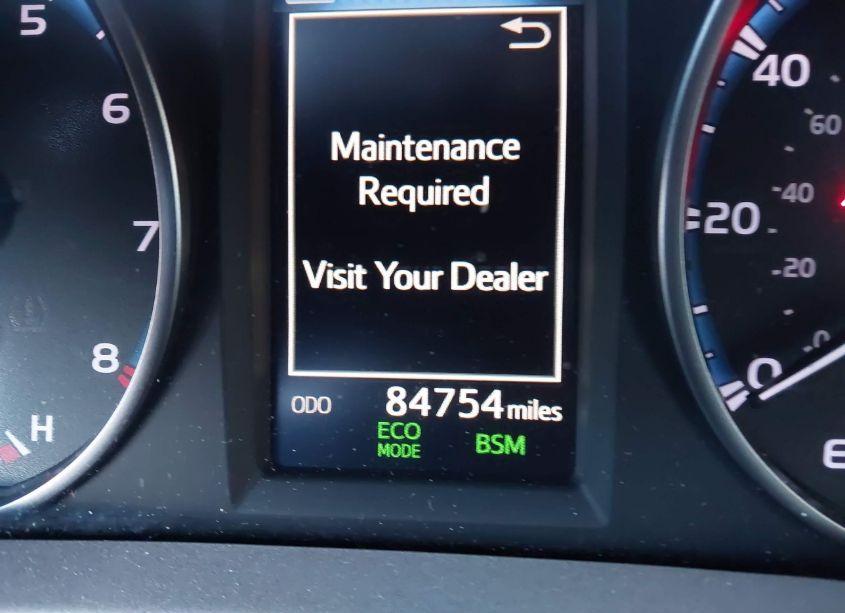 5
6
7
8
H
Maintenance
Required
Visit Your Dealer
ODO 84754 miles
ECO
MODE
BSM
40
60
40
20
20
0
0